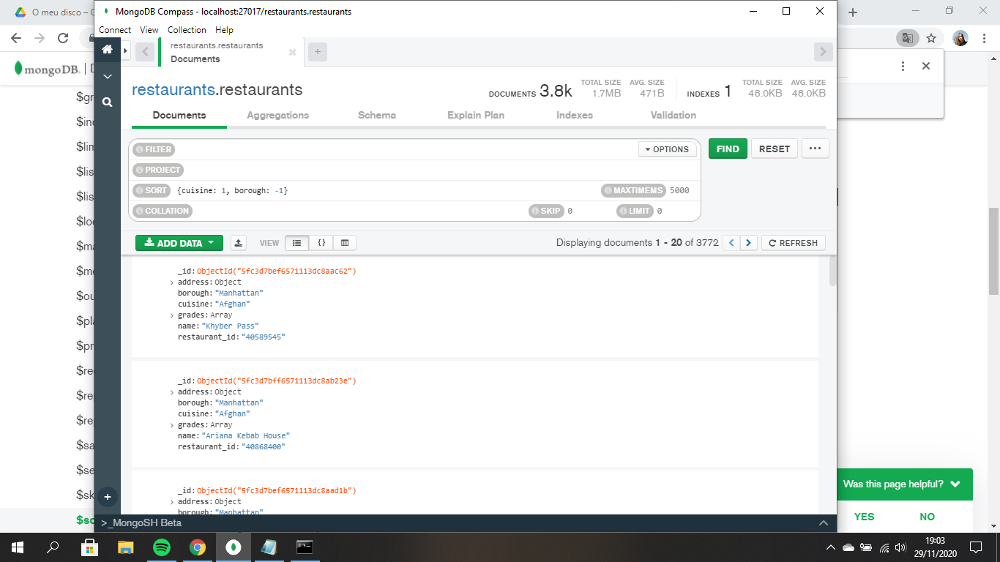 O meu disco – G
MongoDB Compass - localhost:27017/restaurants.restaurants
Connect View Collection Help
restaurants.restaurants
Documents
mongoDB.
restaurants.restaurants
DOCUMENTS 3.8k TOTAL SIZE 1.7MB AVG. SIZE 471B INDEXES 1 TOTAL SIZE 48.0KB AVG. SIZE 48.0KB
Documents Aggregations Schema Explain Plan Indexes Validation
FILTER OPTIONS FIND RESET ...
PROJECT
SORT {cuisine: 1, borough: -1} MAXTIMEMS 5000
COLLATION SKIP 0 LIMIT 0
ADD DATA VIEW {} Displaying documents 1 - 20 of 3772 < > REFRESH
_id: ObjectId("5fc3d7bef6571113dc8aac62")
> address: Object
borough: "Manhattan"
cuisine: "Afghan"
> grades: Array
name: "Khyber Pass"
restaurant_id: "40589545"
_id: ObjectId("5fc3d7bff6571113dc8ab23e")
> address: Object
borough: "Manhattan"
cuisine: "Afghan"
> grades: Array
name: "Ariana Kebab House"
restaurant_id: "40868400"
_id: ObjectId("5fc3d7bef6571113dc8aad1b")
> address: Object
borough: "Manhattan"
>_MongoSH Beta
$gr
$inc
$lim
$lis
$lis
$loo
$ma
$me
$ou
$pla
$pr
$re
$rep
$rep
$sa
$se
$sk
$so
Was this page helpful?
YES NO
19:03
29/11/2020